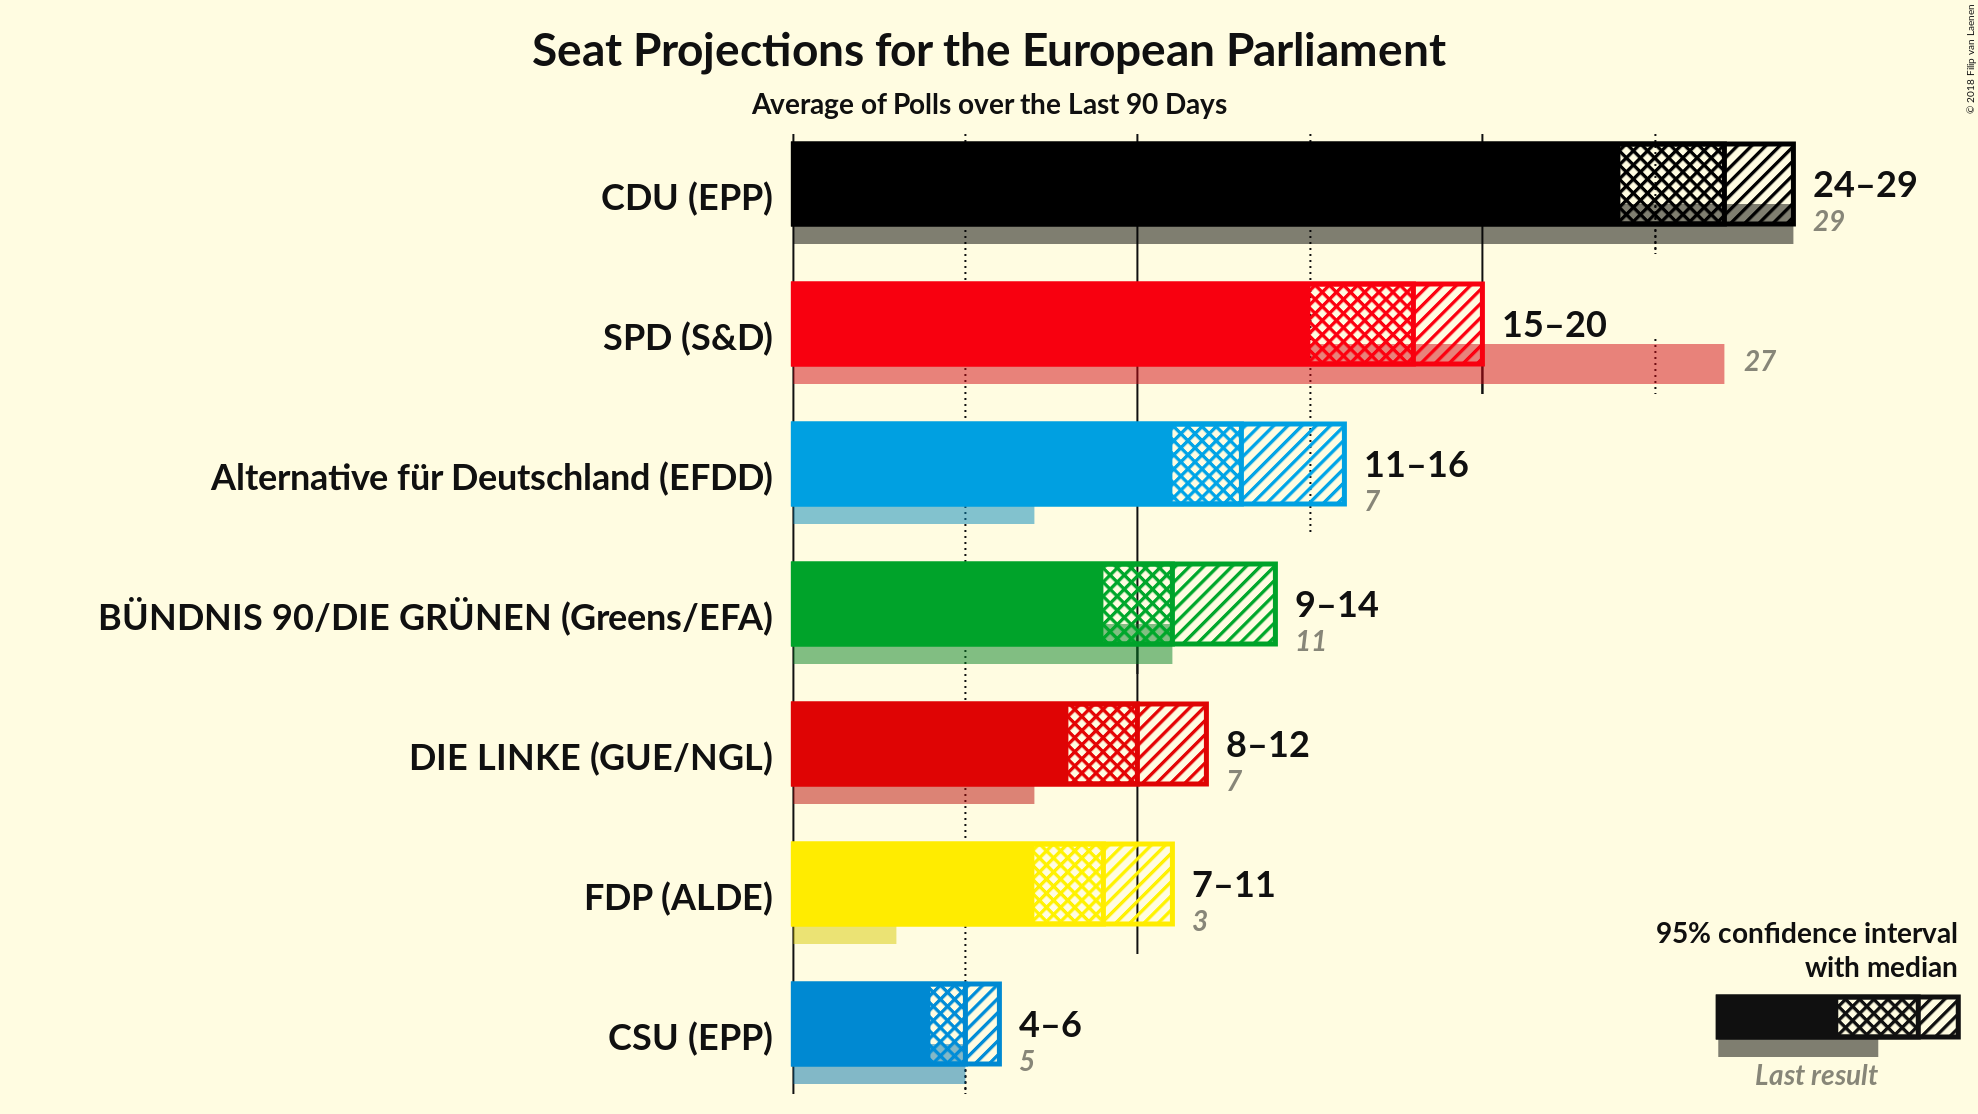 Seat Projections for the European Parliament
Average of Polls over the Last 90 Days
© 2018 Filip van Laenen
CDU (EPP)
24–29
29
SPD (S&D)
15–20
27
Alternative für Deutschland (EFDD)
11–16
7
BÜNDNIS 90/DIE GRÜNEN (Greens/EFA)
9–14
11
DIE LINKE (GUE/NGL)
8–12
7
FDP (ALDE)
7–11
3
CSU (EPP)
4–6
5
95% confidence interval
with median
Last result